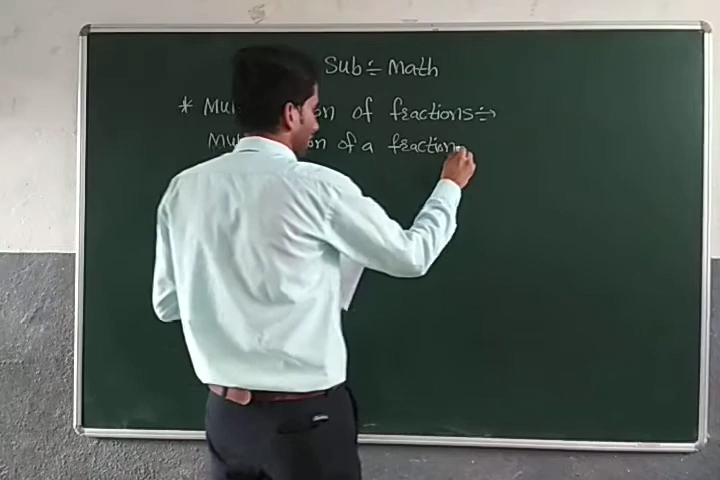 Sub ÷ Math
* of fractions ÷→
of a fraction